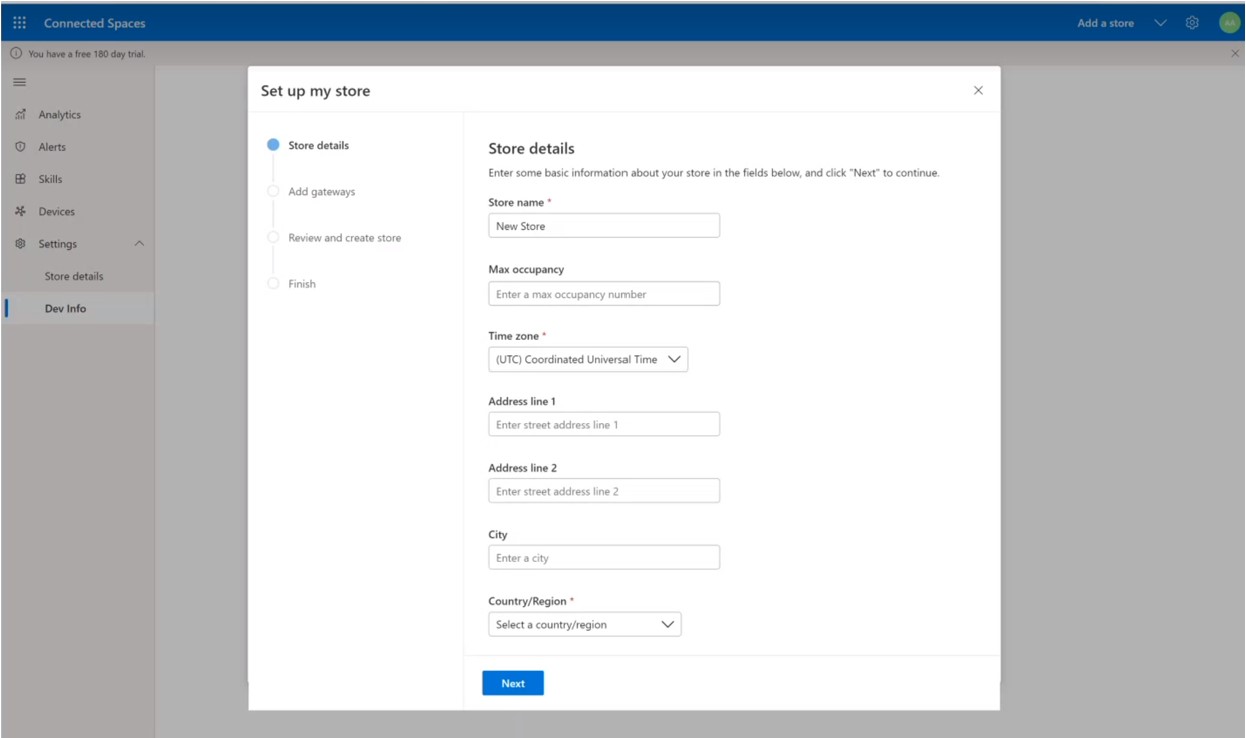 Connected Spaces
Add a store
AA
You have a free 180 day trial.
Analytics
Alerts
Skills
Devices
Settings
Store details
Dev Info
Set up my store
Store details
Add gateways
Review and create store
Finish
Store details
Enter some basic information about your store in the fields below, and click "Next" to continue.
Store name *
New Store
Max occupancy
Enter a max occupancy number
Time zone *
(UTC) Coordinated Universal Time
Address line 1
Enter street address line 1
Address line 2
Enter street address line 2
City
Enter a city
Country/Region *
Select a country/region
Next